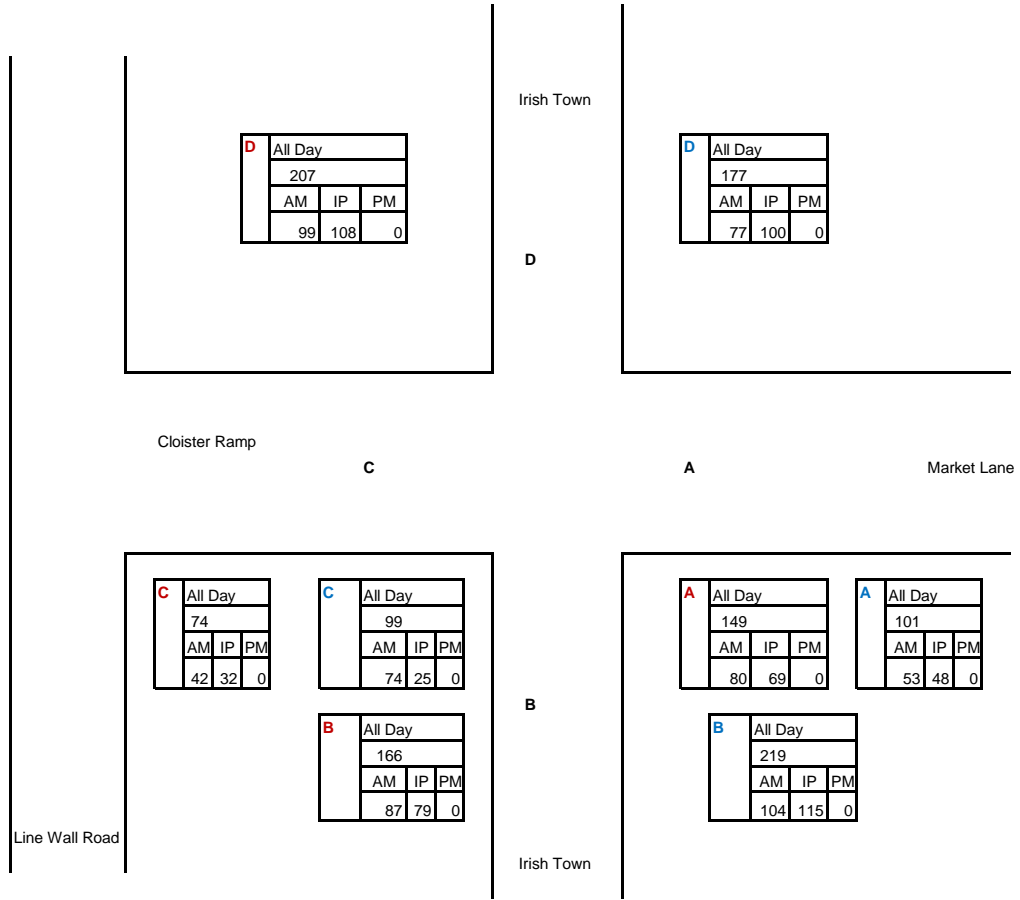 Irish Town
D All Day
207
AM IP PM
99 108 0
D All Day
177
AM IP PM
77 100 0
D
Cloister Ramp
C
A
Market Lane
C All Day
74
AM IP PM
42 32 0
C All Day
99
AM IP PM
74 25 0
A All Day
149
AM IP PM
80 69 0
A All Day
101
AM IP PM
53 48 0
B
B All Day
166
AM IP PM
87 79 0
B All Day
219
AM IP PM
104 115 0
Line Wall Road
Irish Town